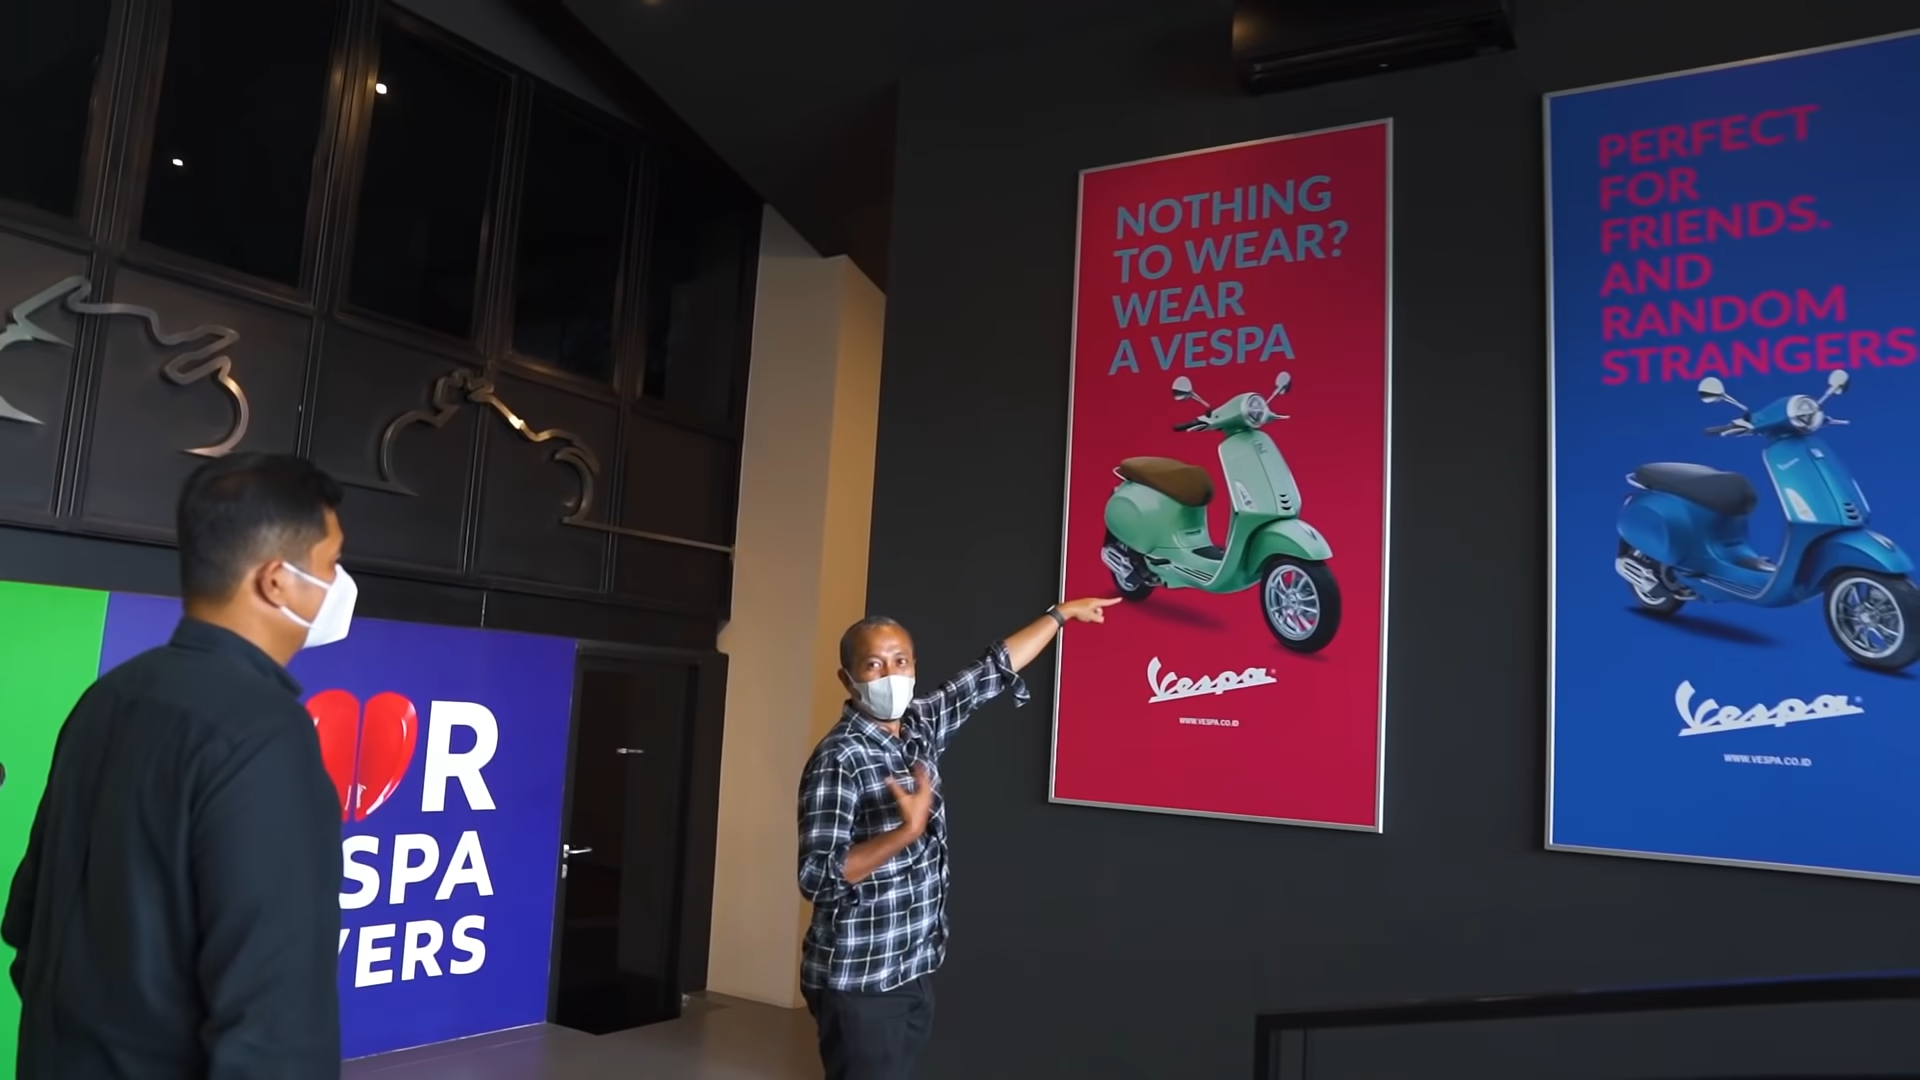 NOTHING
TO WEAR?
WEAR
A VESPA
Vespa
WWW.VESPA.CO.ID
PERFECT
FOR
FRIENDS.
AND
RANDOM
STRANGERS
Vespa
WWW.VESPA.CO.ID
R
SPA
ERS